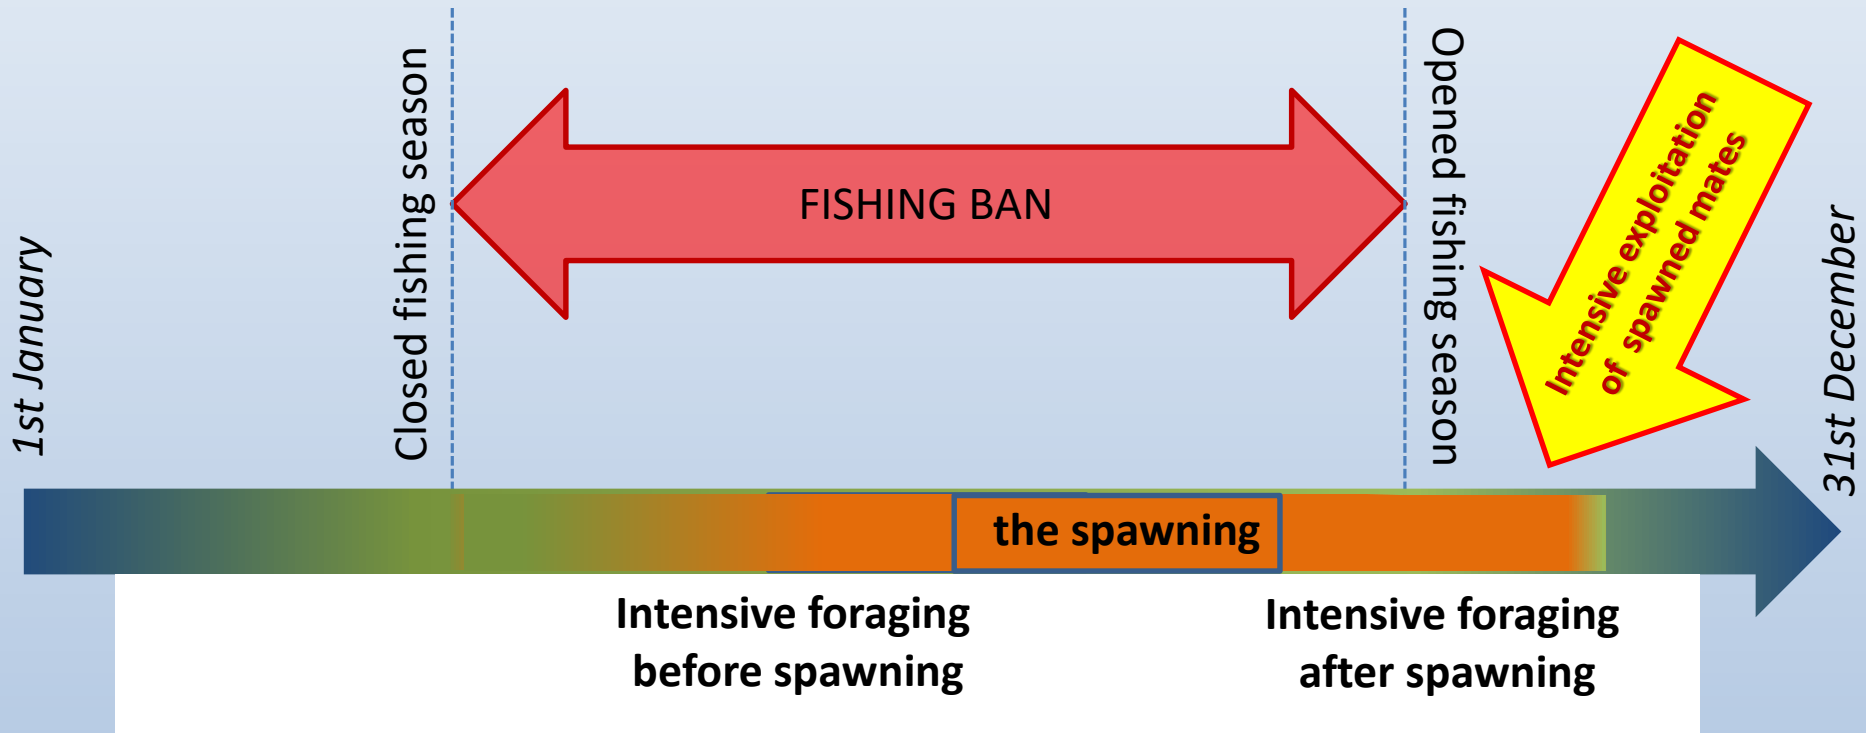 1st January
Closed fishing season
FISHING BAN
Opened fishing season
Intensive exploitation
of spawned mates
31st December
the spawning
Intensive foraging
before spawning
Intensive foraging
after spawning